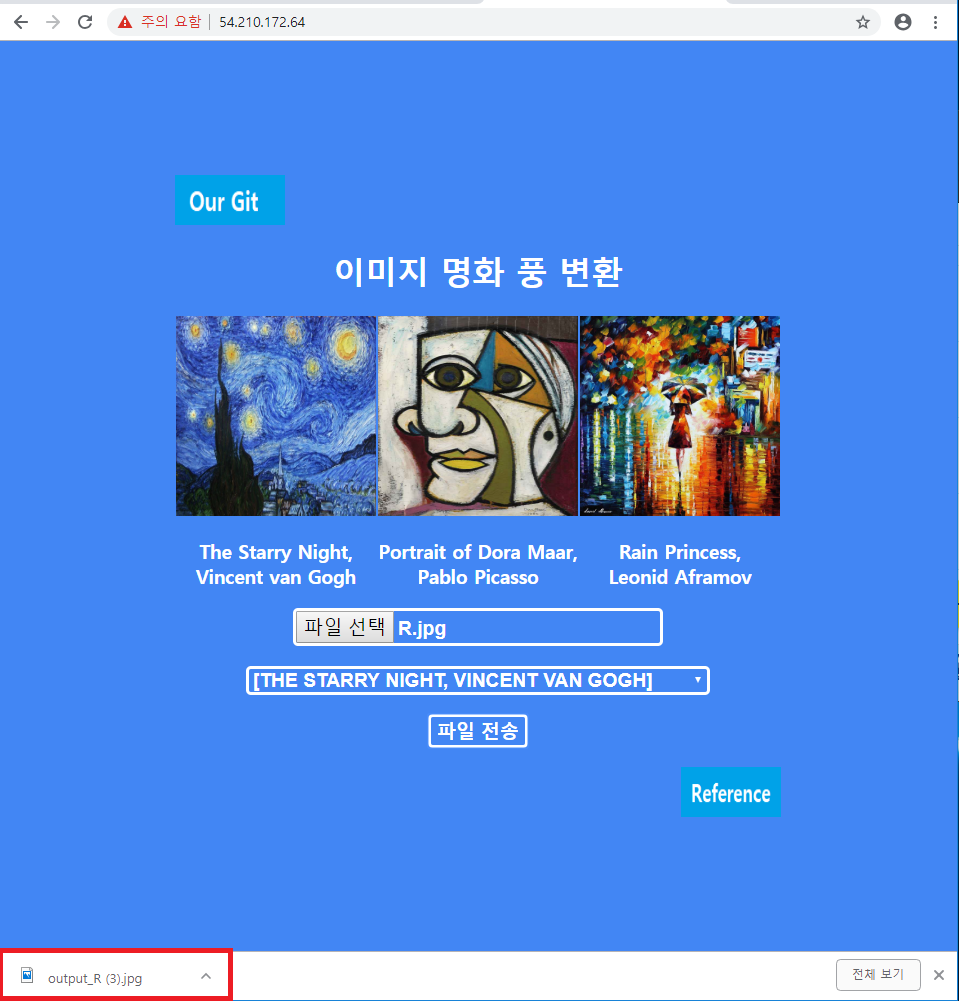 주의 요함 | 54.210.172.64
Our Git
이미지 명화 풍 변환
The Starry Night,
Vincent van Gogh
Portrait of Dora Maar,
Pablo Picasso
Rain Princess,
Leonid Aframov
파일 선택 R.jpg
[THE STARRY NIGHT, VINCENT VAN GOGH]
파일 전송
Reference
output_R (3).jpg
전체 보기